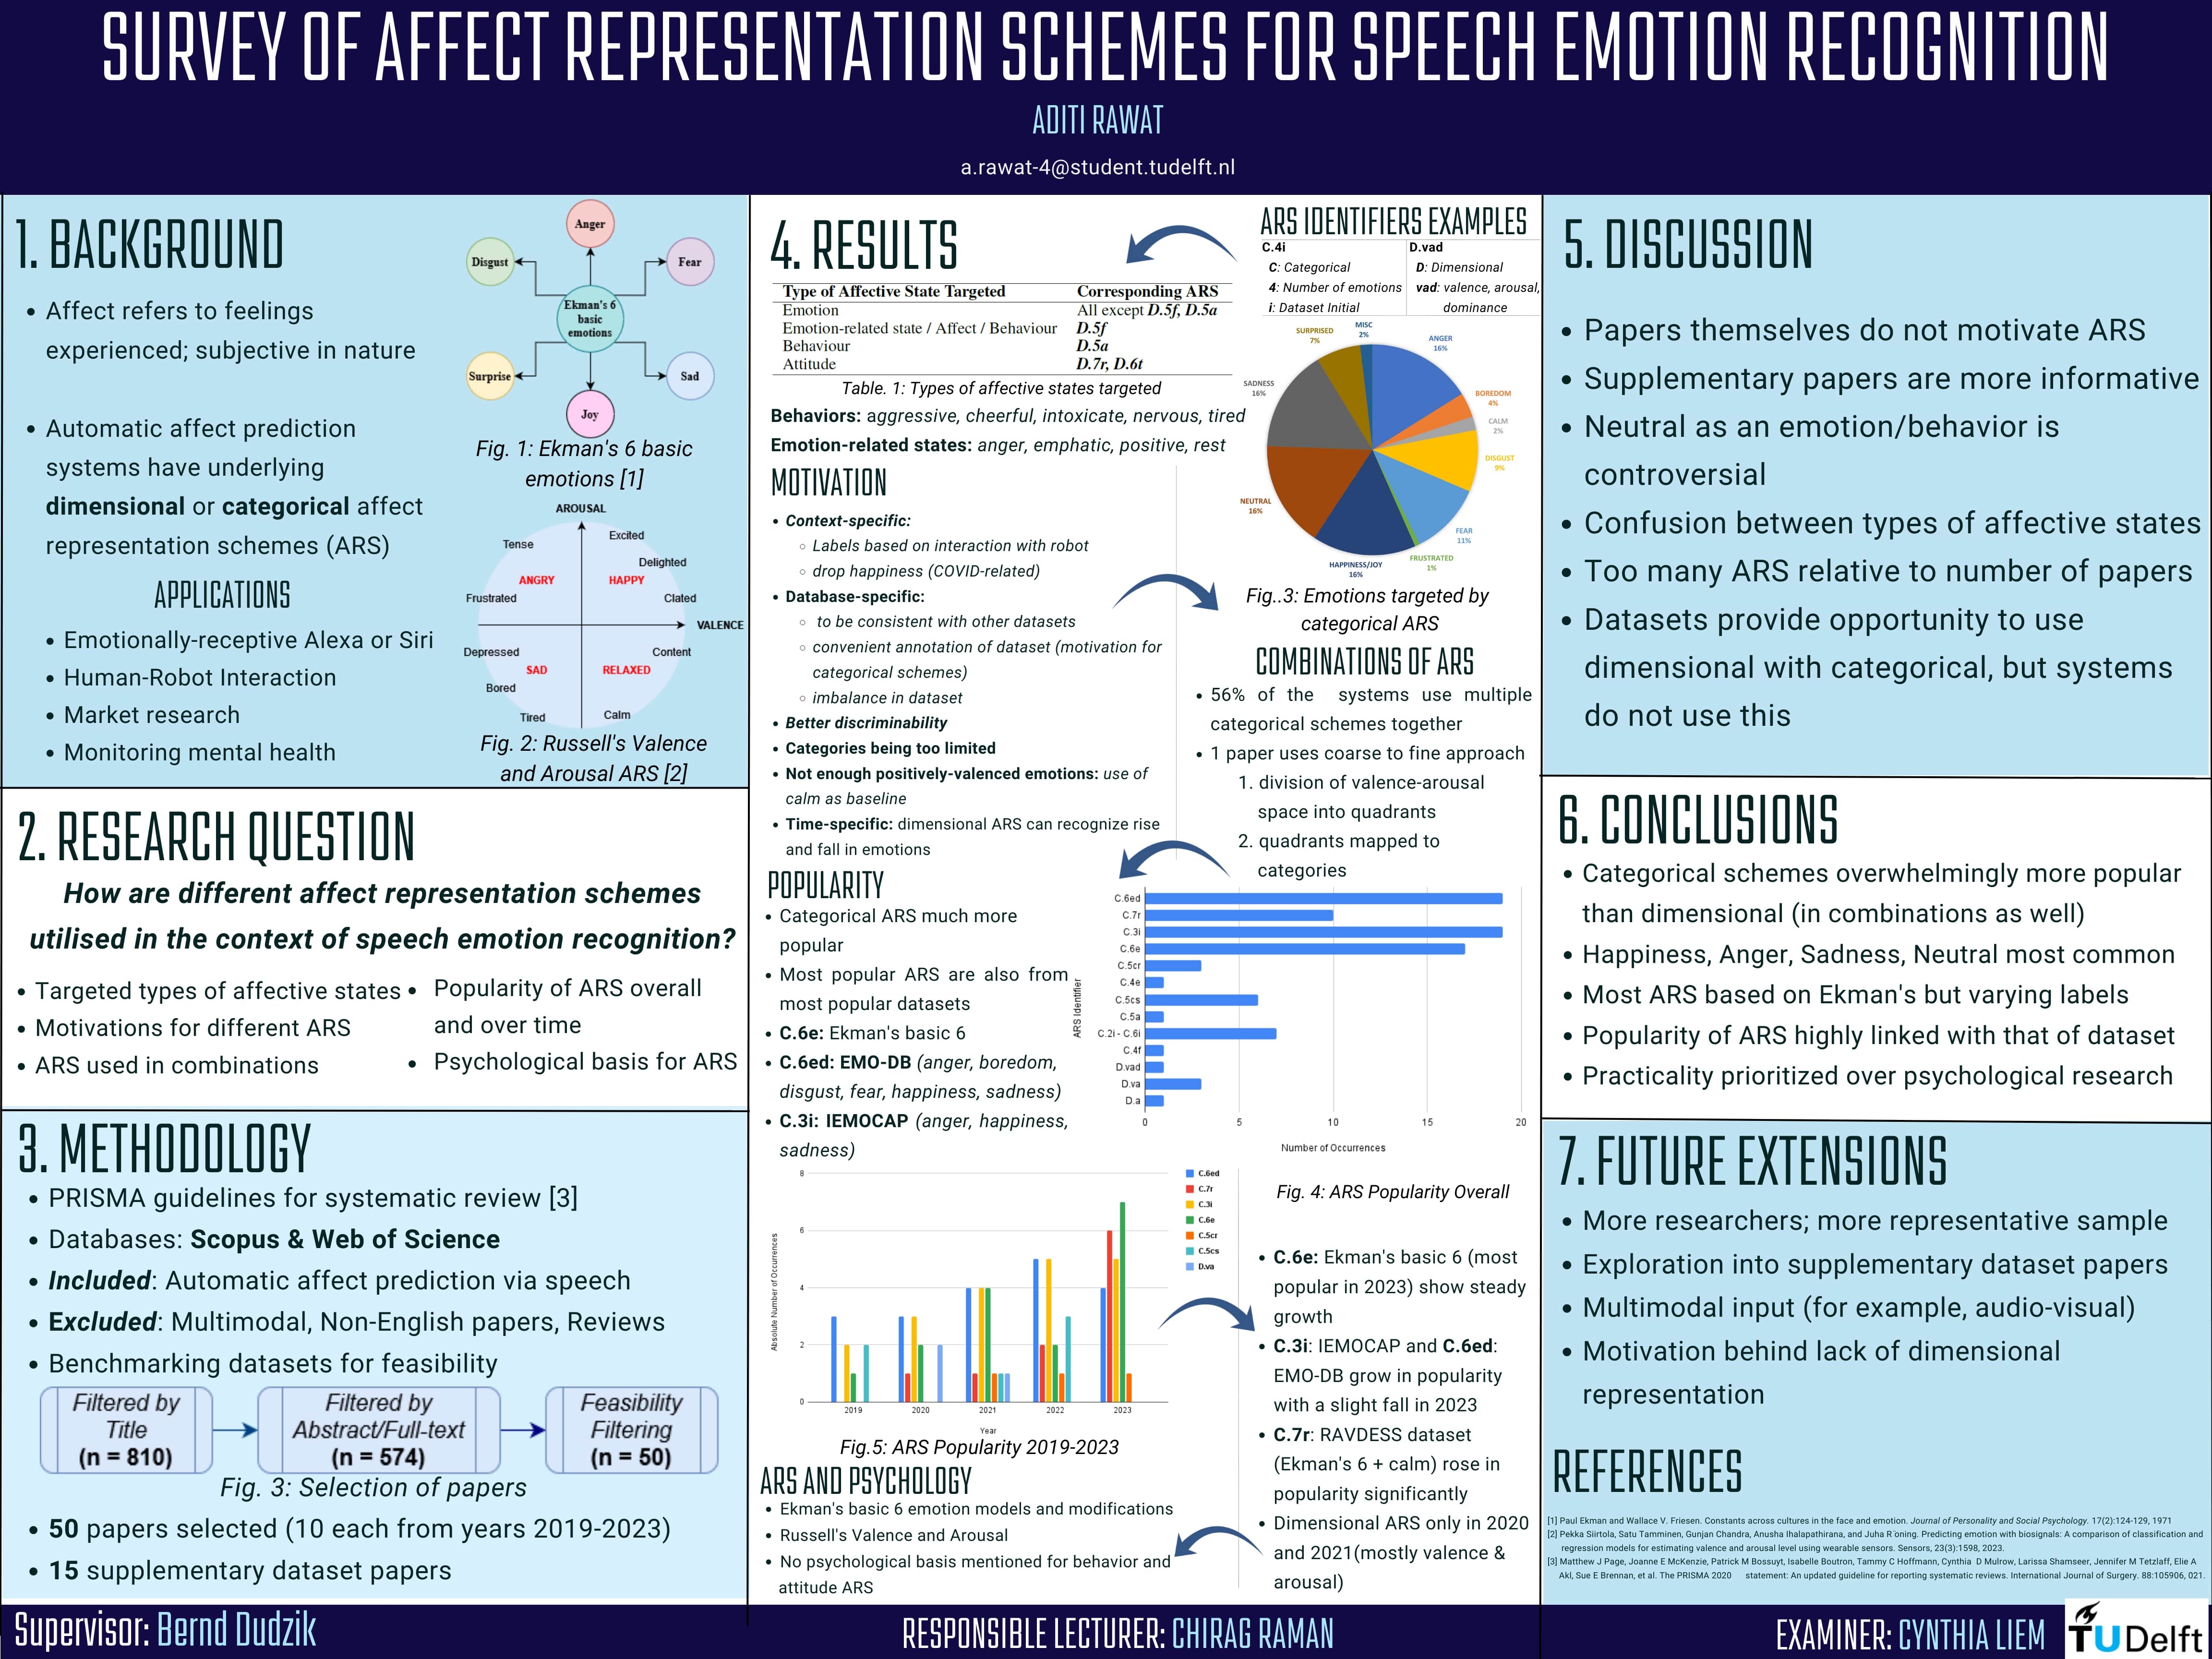 SURVEY OF AFFECT REPRESENTATION SCHEMES FOR SPEECH EMOTION RECOGNITION
ADITI RAWAT
a.rawat-4@student.tudelft.nl
1. BACKGROUND
• Affect refers to feelings
experienced; subjective in nature
• Automatic affect prediction
systems have underlying
dimensional or categorical affect
representation schemes (ARS)
APPLICATIONS
• Emotionally-receptive Alexa or Siri
• Human-Robot Interaction
• Market research
• Monitoring mental health
Anger
Disgust
Fear
Ekman's 6
basic
emotions
Surprise
Sad
Joy
Fig. 1: Ekman's 6 basic
emotions [1]
AROUSAL
Tense
Excited
Delighted
ANGRY
HAPPY
Frustrated
Clated
VALENCE
Depressed
Content
SAD
RELAXED
Bored
Tired
Calm
Fig. 2: Russell's Valence
and Arousal ARS [2]
2. RESEARCH QUESTION
How are different affect representation schemes
utilised in the context of speech emotion recognition?
• Targeted types of affective states
• Motivations for different ARS
• ARS used in combinations
• Popularity of ARS overall
and over time
• Psychological basis for ARS
3. METHODOLOGY
• PRISMA guidelines for systematic review [3]
• Databases: Scopus & Web of Science
• Included: Automatic affect prediction via speech
• Excluded: Multimodal, Non-English papers, Reviews
• Benchmarking datasets for feasibility
Filtered by
Title
(n = 810)
Filtered by
Abstract/Full-text
(n = 574)
Feasibility
Filtering
(n = 50)
Fig. 3: Selection of papers
• 50 papers selected (10 each from years 2019-2023)
• 15 supplementary dataset papers
4. RESULTS
Type of Affective State Targeted Corresponding ARS
Emotion All except D.5f, D.5a
Emotion-related state / Affect / Behaviour D.5f
Behaviour D.5a
Attitude D.7r, D.6t
Table. 1: Types of affective states targeted
Behaviors: aggressive, cheerful, intoxicate, nervous, tired
Emotion-related states: anger, emphatic, positive, rest
ARS IDENTIFIERS EXAMPLES
C.4i
C: Categorical
4: Number of emotions
i: Dataset Initial
D.vad
D: Dimensional
vad: valence, arousal,
dominance
MISC
2%
SURPRISED
7%
ANGER
16%
SADNESS
16%
BOREDOM
4%
CALM
2%
DISGUST
9%
NEUTRAL
16%
FEAR
11%
FRUSTRATED
1%
HAPPINESS/JOY
16%
Fig..3: Emotions targeted by
categorical ARS
MOTIVATION
• Context-specific:
◦ Labels based on interaction with robot
◦ drop happiness (COVID-related)
• Database-specific:
◦ to be consistent with other datasets
◦ convenient annotation of dataset (motivation for
categorical schemes)
◦ imbalance in dataset
• Better discriminability
• Categories being too limited
• Not enough positively-valenced emotions: use of
calm as baseline
• Time-specific: dimensional ARS can recognize rise
and fall in emotions
COMBINATIONS OF ARS
• 56% of the systems use multiple
categorical schemes together
• 1 paper uses coarse to fine approach
1. division of valence-arousal
space into quadrants
2. quadrants mapped to
categories
POPULARITY
• Categorical ARS much more
popular
• Most popular ARS are also from
most popular datasets
• C.6e: Ekman's basic 6
• C.6ed: EMO-DB (anger, boredom,
disgust, fear, happiness, sadness)
• C.3i: IEMOCAP (anger, happiness,
sadness)
ARS Identifier
C.6ed
C.7r
C.3i
C.6e
C.5cr
C.4e
C.5cs
C.5a
C.2i - C.6i
C.4f
D.vad
D.va
D.a
0 5 10 15 20
Number of Occurrences
Fig. 4: ARS Popularity Overall
Absolute Number of Occurrences
8
6
4
2
0
2019 2020 2021 2022 2023
Year
C.6ed
C.7r
C.3i
C.6e
C.5cr
C.5cs
D.va
Fig.5: ARS Popularity 2019-2023
• C.6e: Ekman's basic 6 (most
popular in 2023) show steady
growth
• C.3i: IEMOCAP and C.6ed:
EMO-DB grow in popularity
with a slight fall in 2023
• C.7r: RAVDESS dataset
(Ekman's 6 + calm) rose in
popularity significantly
• Dimensional ARS only in 2020
and 2021(mostly valence &
arousal)
ARS AND PSYCHOLOGY
• Ekman's basic 6 emotion models and modifications
• Russell's Valence and Arousal
• No psychological basis mentioned for behavior and
attitude ARS
5. DISCUSSION
• Papers themselves do not motivate ARS
• Supplementary papers are more informative
• Neutral as an emotion/behavior is
controversial
• Confusion between types of affective states
• Too many ARS relative to number of papers
• Datasets provide opportunity to use
dimensional with categorical, but systems
do not use this
6. CONCLUSIONS
• Categorical schemes overwhelmingly more popular
than dimensional (in combinations as well)
• Happiness, Anger, Sadness, Neutral most common
• Most ARS based on Ekman's but varying labels
• Popularity of ARS highly linked with that of dataset
• Practicality prioritized over psychological research
7. FUTURE EXTENSIONS
• More researchers; more representative sample
• Exploration into supplementary dataset papers
• Multimodal input (for example, audio-visual)
• Motivation behind lack of dimensional
representation
REFERENCES
[1] Paul Ekman and Wallace V. Friesen. Constants across cultures in the face and emotion. Journal of Personality and Social Psychology. 17(2):124-129, 1971
[2] Pekka Siirtola, Satu Tamminen, Gunjan Chandra, Anusha Ihalapathirana, and Juha R ̈oning. Predicting emotion with biosignals: A comparison of classification and
regression models for estimating valence and arousal level using wearable sensors. Sensors, 23(3):1598, 2023.
[3] Matthew J Page, Joanne E McKenzie, Patrick M Bossuyt, Isabelle Boutron, Tammy C Hoffmann, Cynthia D Mulrow, Larissa Shamseer, Jennifer M Tetzlaff, Elie A
Akl, Sue E Brennan, et al. The PRISMA 2020 statement: An updated guideline for reporting systematic reviews. International Journal of Surgery. 88:105906, 021.
Supervisor: Bernd Dudzik
RESPONSIBLE LECTURER: CHIRAG RAMAN
EXAMINER: CYNTHIA LIEM
TUDelft